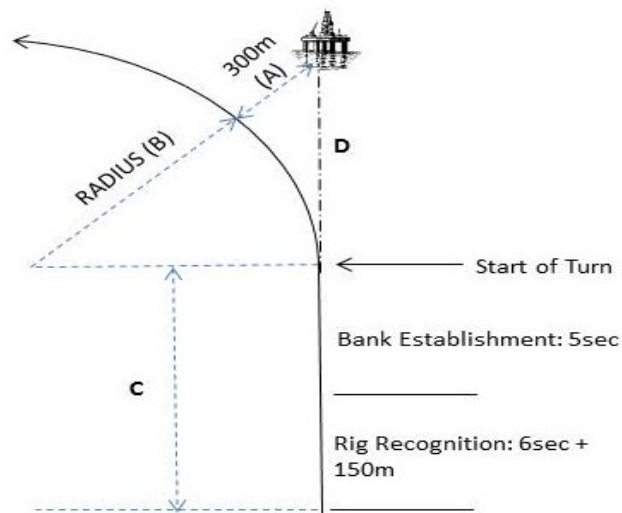 300m
(A)
RADIUS (B)
D
Start of Turn
Bank Establishment: 5sec
C
Rig Recognition: 6sec +
150m